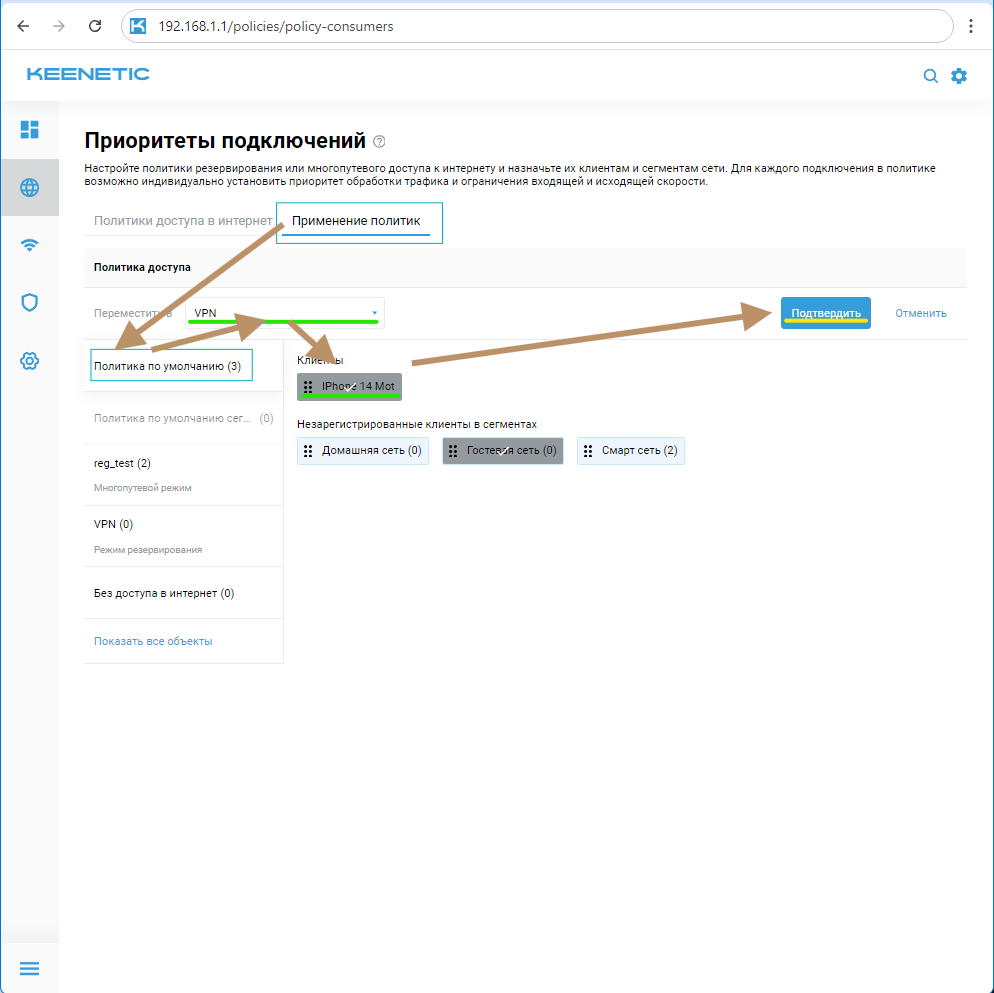 192.168.1.1/policies/policy-consumers
KEENETIC
Приоритеты подключений ?
Настройте политики резервирования или многопутевого доступа к интернету и назначьте их клиентам и сегментам сети. Для каждого подключения в политике
возможно индивидуально установить приоритет обработки трафика и ограничения входящей и исходящей скорости.
Политики доступа в интернет Применение политик
Политика доступа
Переместить в VPN Подтвердить Отменить
Политика по умолчанию (3)
Клиенты
IPhone 14 Mot
Политика по умолчанию сег... (0)
Незарегистрированные клиенты в сегментах
Домашняя сеть (0) Гостевая сеть (0) Смарт сеть (2)
reg_test (2)
Многопутевой режим
VPN (0)
Режим резервирования
Без доступа в интернет (0)
Показать все объекты